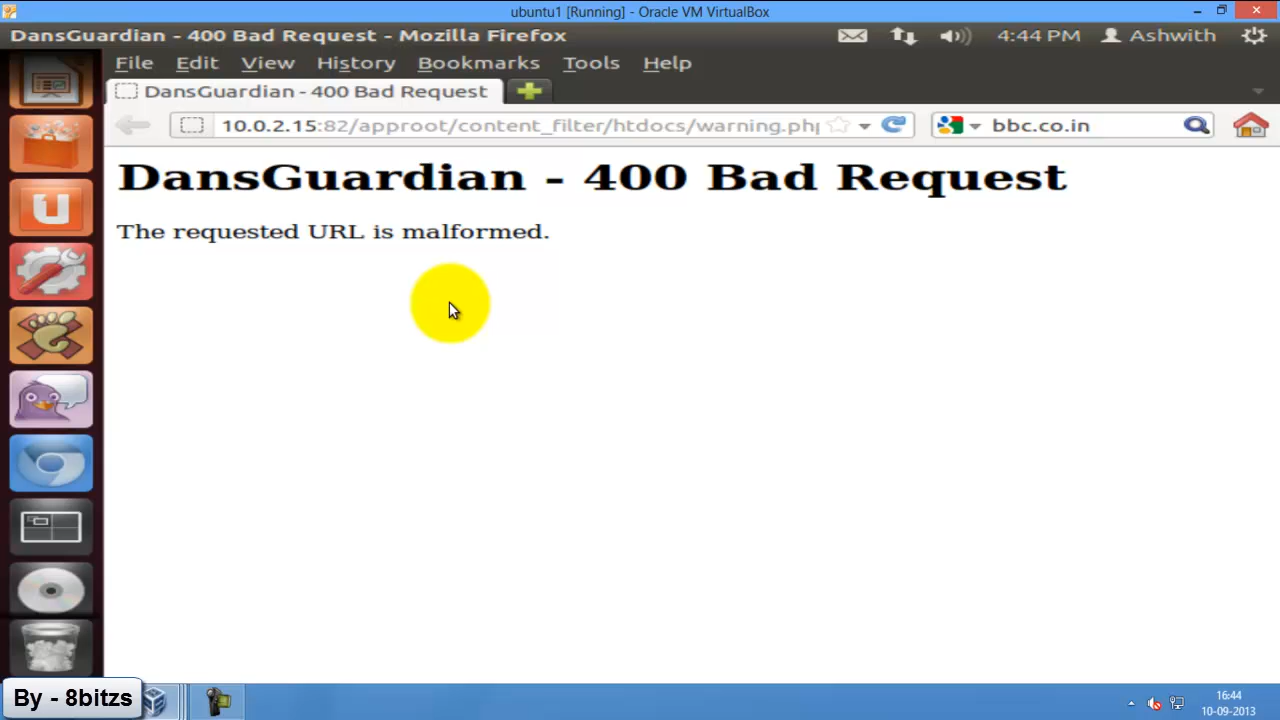 ubuntu1 [Running] - Oracle VM VirtualBox
DansGuardian - 400 Bad Request - Mozilla Firefox
4:44 PM
Ashwith
File Edit View History Bookmarks Tools Help
DansGuardian - 400 Bad Request
10.0.2.15:82/approot/content_filter/htdocs/warning.php
bbc.co.in
DansGuardian - 400 Bad Request
The requested URL is malformed.
By - 8bitzs
16:44
10-09-2013